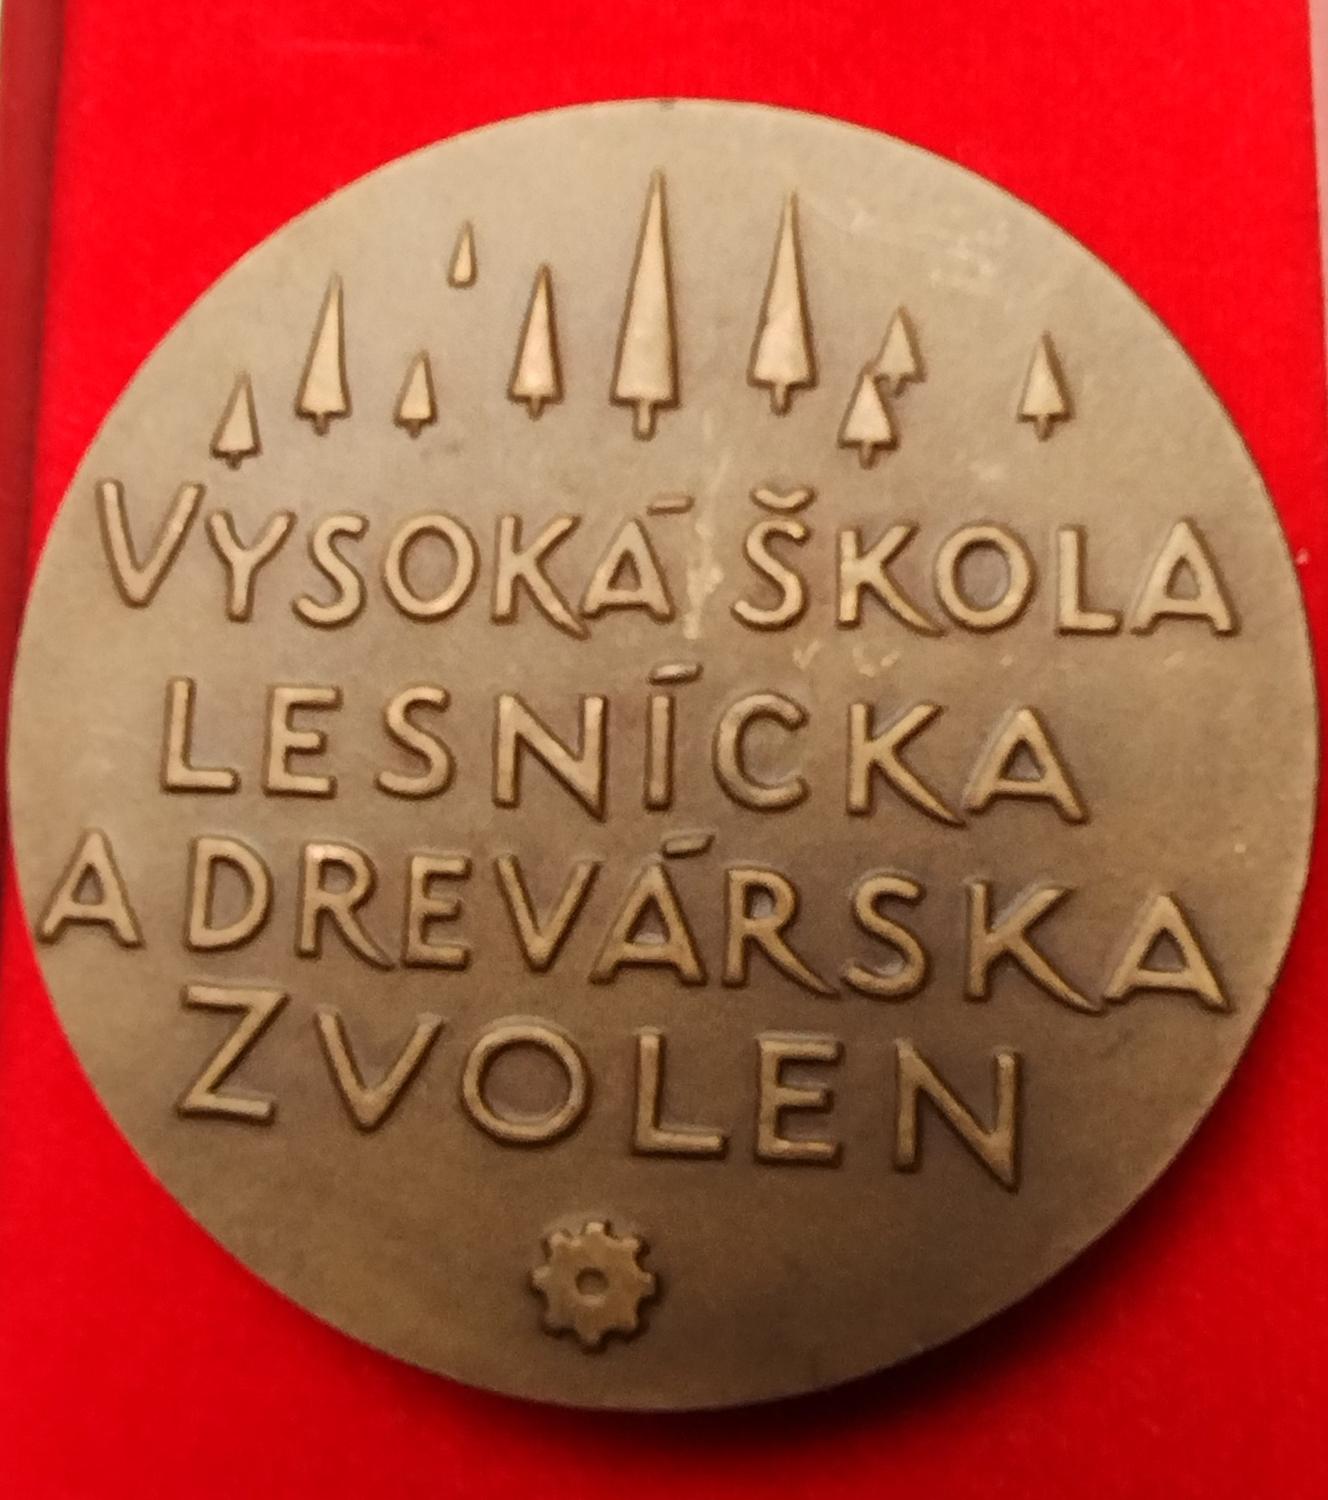 VYSOKÁ ŠKOLA
LESNÍCKA
A DREVÁRSKA
ZVOLEN